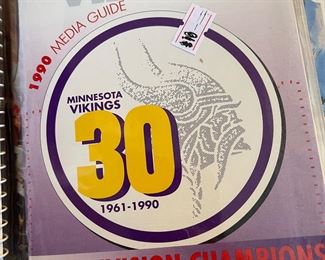 1990 MEDIA GUIDE
MINNESOTA
VIKINGS
30
1961-1990
CHAMPIONS